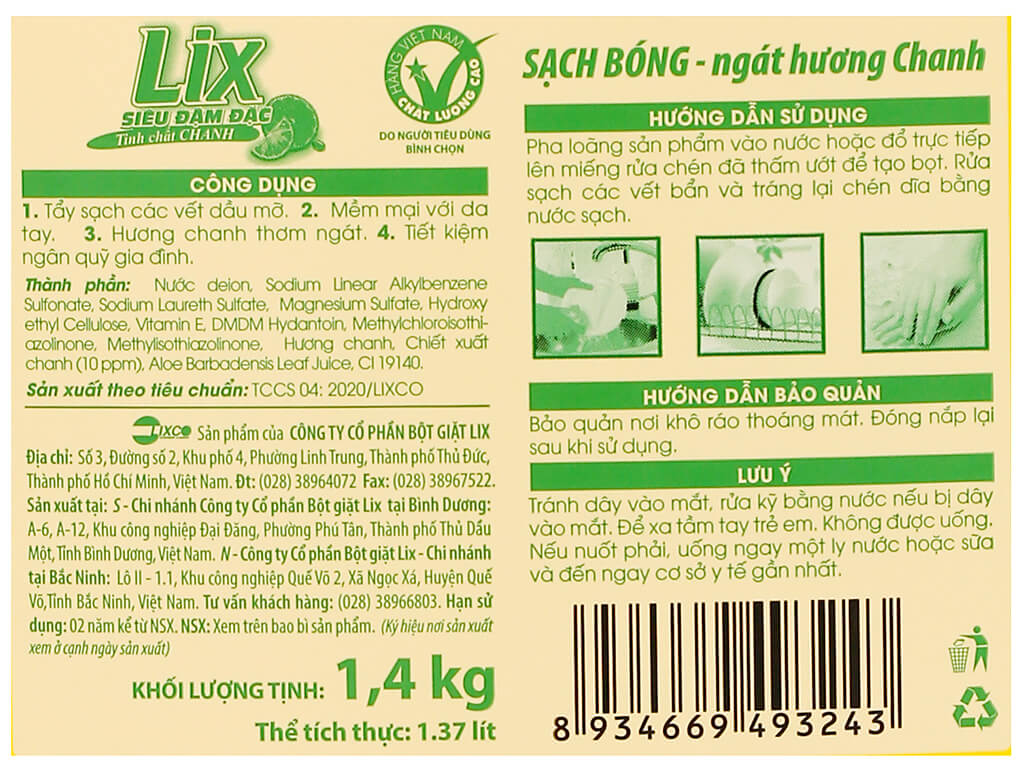 Lix
SIÊU ĐẬM ĐẶC
Tinh chất CHANH
HÀNG VIỆT NAM
CHẤT LƯỢNG CAO
DO NGƯỜI TIÊU DÙNG
BÌNH CHỌN
CÔNG DỤNG
1. Tẩy sạch các vết dầu mỡ. 2. Mềm mại với da
tay. 3. Hương chanh thơm ngát. 4. Tiết kiệm
ngân quỹ gia đình.
Thành phần: Nước deion, Sodium Linear Alkylbenzene
Sulfonate, Sodium Laureth Sulfate, Magnesium Sulfate, Hydroxy
ethyl Cellulose, Vitamin E, DMDM Hydantoin, Methylchloroisothi-
azolinone, Methylisothiazolinone, Hương chanh, Chiết xuất
chanh (10 ppm), Aloe Barbadensis Leaf Juice, CI 19140.
Sản xuất theo tiêu chuẩn: TCCS 04: 2020/LIXCO
LIXCO Sản phẩm của CÔNG TY CỔ PHẦN BỘT GIẶT LIX
Địa chỉ: Số 3, Đường số 2, Khu phố 4, Phường Linh Trung, Thành phố Thủ Đức,
Thành phố Hồ Chí Minh, Việt Nam. Đt: (028) 38964072 Fax: (028) 38967522.
Sản xuất tại: S - Chi nhánh Công ty Cổ phần Bột giặt Lix tại Bình Dương:
A-6, A-12, Khu công nghiệp Đại Đăng, Phường Phú Tân, Thành phố Thủ Dầu
Một, Tỉnh Bình Dương, Việt Nam. N - Công ty Cổ phần Bột giặt Lix - Chi nhánh
tại Bắc Ninh: Lô II - 1.1, Khu công nghiệp Quế Võ 2, Xã Ngọc Xá, Huyện Quế
Võ,Tỉnh Bắc Ninh, Việt Nam. Tư vấn khách hàng: (028) 38966803. Hạn sử
dụng: 02 năm kể từ NSX. NSX: Xem trên bao bì sản phẩm. (Ký hiệu nơi sản xuất
xem ở cạnh ngày sản xuất)
KHỐI LƯỢNG TỊNH: 1,4 kg
Thể tích thực: 1.37 lít
SẠCH BÓNG - ngát hương Chanh
HƯỚNG DẪN SỬ DỤNG
Pha loãng sản phẩm vào nước hoặc đổ trực tiếp
lên miếng rửa chén đã thấm ướt để tạo bọt. Rửa
sạch các vết bẩn và tráng lại chén dĩa bằng
nước sạch.
HƯỚNG DẪN BẢO QUẢN
Bảo quản nơi khô ráo thoáng mát. Đóng nắp lại
sau khi sử dụng.
LƯU Ý
Tránh dây vào mắt, rửa kỹ bằng nước nếu bị dây
vào mắt. Để xa tầm tay trẻ em. Không được uống.
Nếu nuốt phải, uống ngay một ly nước hoặc sữa
và đến ngay cơ sở y tế gần nhất.
8 934669 493243